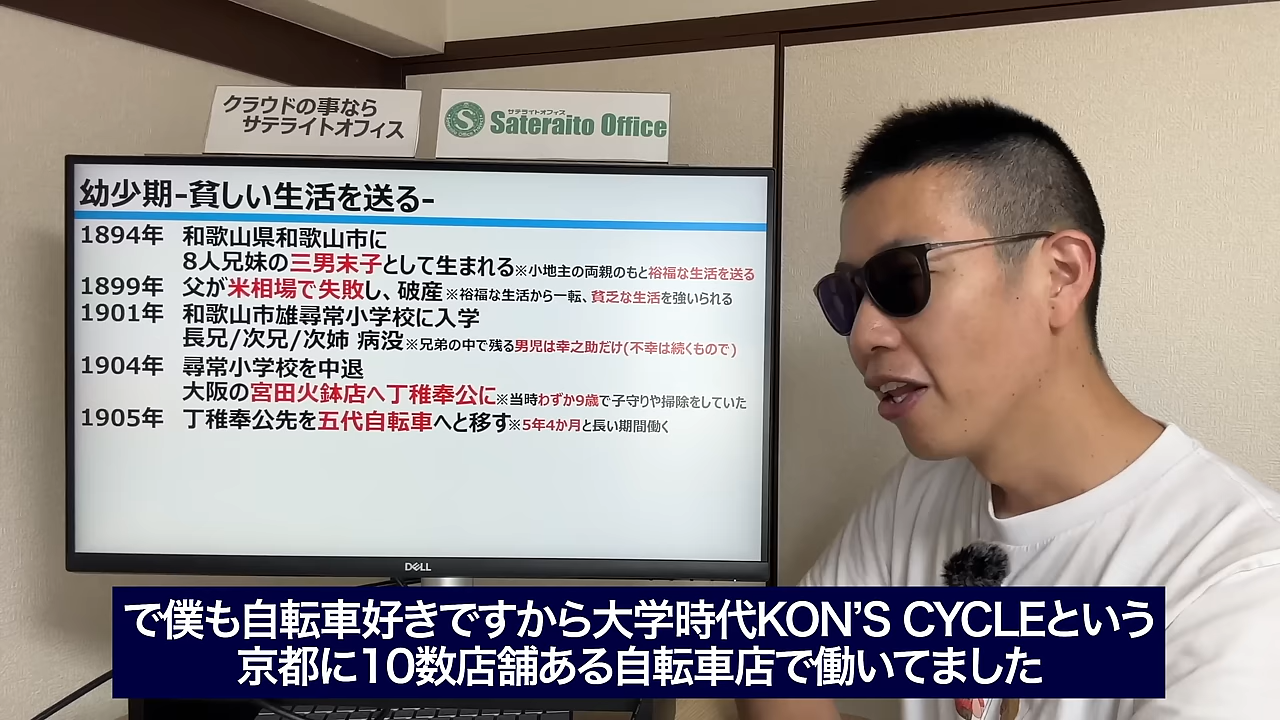 クラウドの事なら
サテライトオフィス
サテライトオフィス
Sateraito Office
幼少期-貧しい生活を送る-
1894年 和歌山県和歌山市に
8人兄妹の三男末子として生まれる※小地主の両親のもと裕福な生活を送る
1899年 父が米相場で失敗し、破産※裕福な生活から一転、貧乏な生活を強いられる
1901年 和歌山市雄尋常小学校に入学
長兄/次兄/次姉 病没※兄弟の中で残る男児は幸之助だけ(不幸は続くもので)
1904年 尋常小学校を中退
大阪の宮田火鉢店へ丁稚奉公に※当時わずか9歳で子守りや掃除をしていた
1905年 丁稚奉公先を五代自転車へと移す※5年4か月と長い期間働く
DELL
で僕も自転車好きですから大学時代KON'S CYCLEという
京都に10数店舗ある自転車店で働いてました